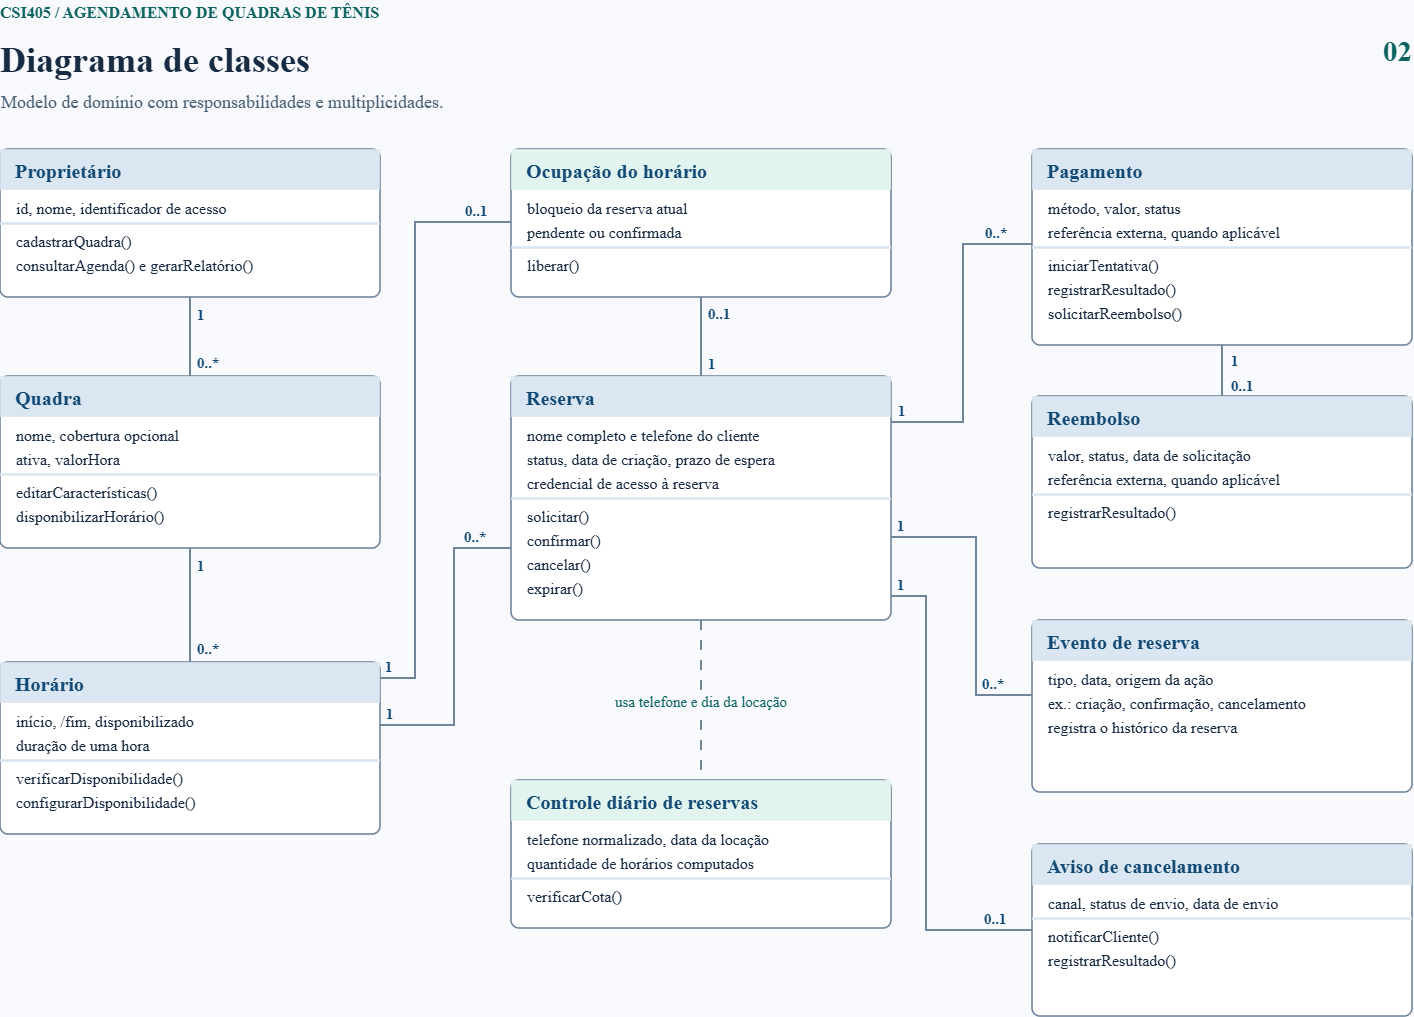 CSI405 / AGENDAMENTO DE QUADRAS DE TÊNIS
Diagrama de classes
02
Modelo de domínio com responsabilidades e multiplicidades.
Proprietário
id, nome, identificador de acesso
cadastrarQuadra()
consultarAgenda() e gerarRelatório()
1
0..*
Quadra
nome, cobertura opcional
ativa, valorHora
editarCaracterísticas()
disponibilizarHorário()
1
0..*
Horário
início, /fim, disponibilizado
duração de uma hora
verificarDisponibilidade()
configurarDisponibilidade()
1
1
0..1
0..*
Ocupação do horário
bloqueio da reserva atual
pendente ou confirmada
liberar()
0..1
1
Reserva
nome completo e telefone do cliente
status, data de criação, prazo de espera
credencial de acesso à reserva
solicitar()
confirmar()
cancelar()
expirar()
usa telefone e dia da locação
Controle diário de reservas
telefone normalizado, data da locação
quantidade de horários computados
verificarCota()
1
1
1
0..*
0..*
0..1
Pagamento
método, valor, status
referência externa, quando aplicável
iniciarTentativa()
registrarResultado()
solicitarReembolso()
1
0..1
Reembolso
valor, status, data de solicitação
referência externa, quando aplicável
registrarResultado()
Evento de reserva
tipo, data, origem da ação
ex.: criação, confirmação, cancelamento
registra o histórico da reserva
Aviso de cancelamento
canal, status de envio, data de envio
notificarCliente()
registrarResultado()